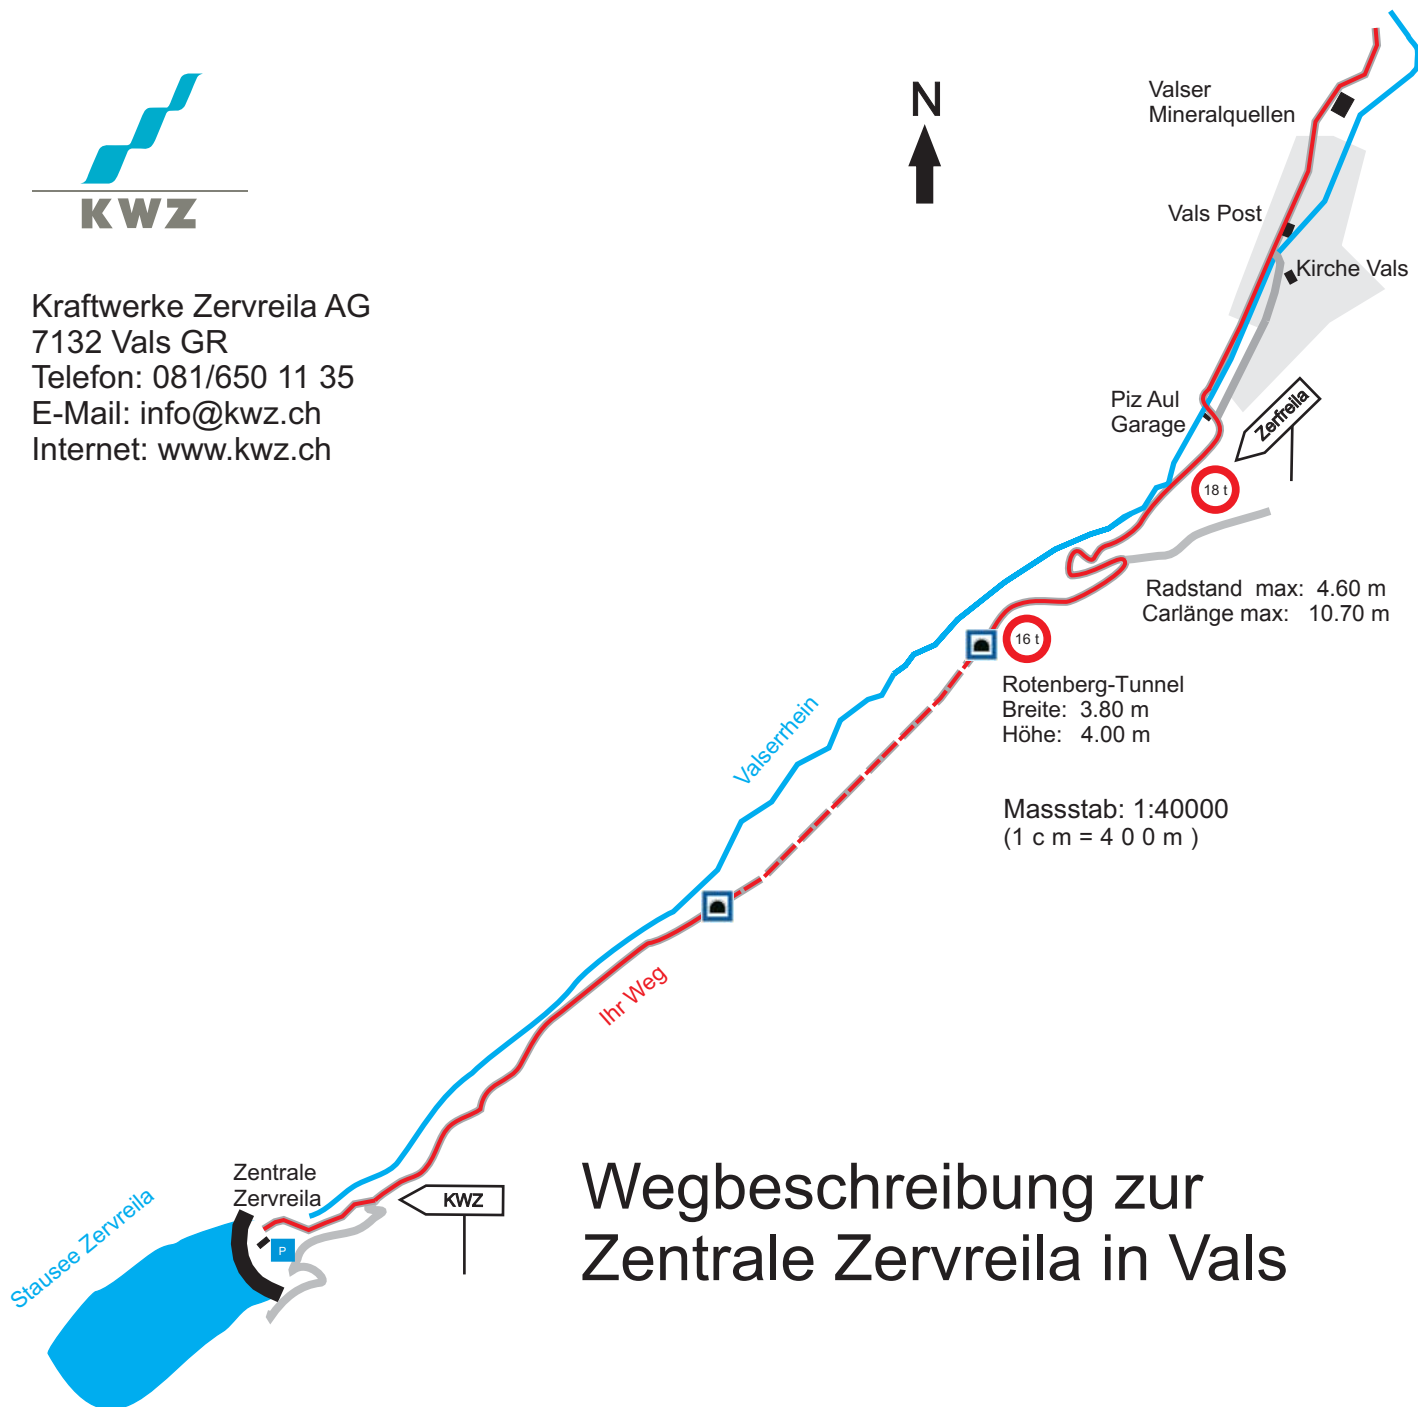 KWZ
Kraftwerke Zervreila AG
7132 Vals GR
Telefon: 081/650 11 35
E-Mail: info@kwz.ch
Internet: www.kwz.ch
N
Valser
Mineralquellen
Vals Post
Kirche Vals
Piz Aul
Garage
Zerfreila
18 t
Radstand max: 4.60 m
Carlänge max: 10.70 m
16 t
Rotenberg-Tunnel
Breite: 3.80 m
Höhe: 4.00 m
Valserrhein
Massstab: 1:40000
(1 c m = 4 0 0 m )
Ihr Weg
Zentrale
Zervreila
KWZ
P
Stausee Zervreila
Wegbeschreibung zur
Zentrale Zervreila in Vals